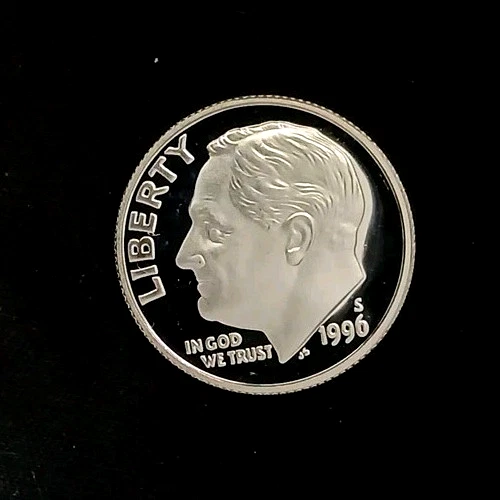 LIBERTY
IN GOD
WE TRUST
JS
S
1996